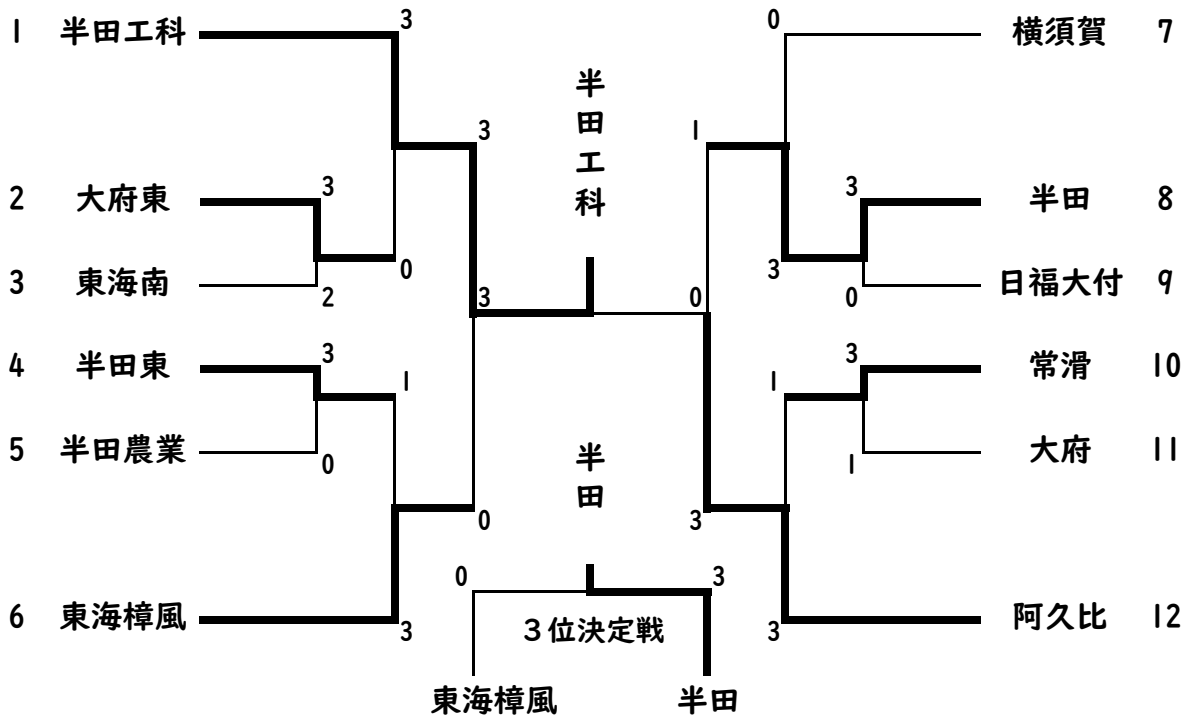 1 半田工科
2 大府東
3 東海南
4 半田東
5 半田農業
6 東海樟風
3
3
2
0
3
0
1
3
3
0
3
半田工科
0
横須賀 7
半田 8
日福大付 9
常滑 10
大府 11
阿久比 12
1
3
3
0
0
3
1
1
3
3
半田
0
3
3位決定戦
東海樟風 半田